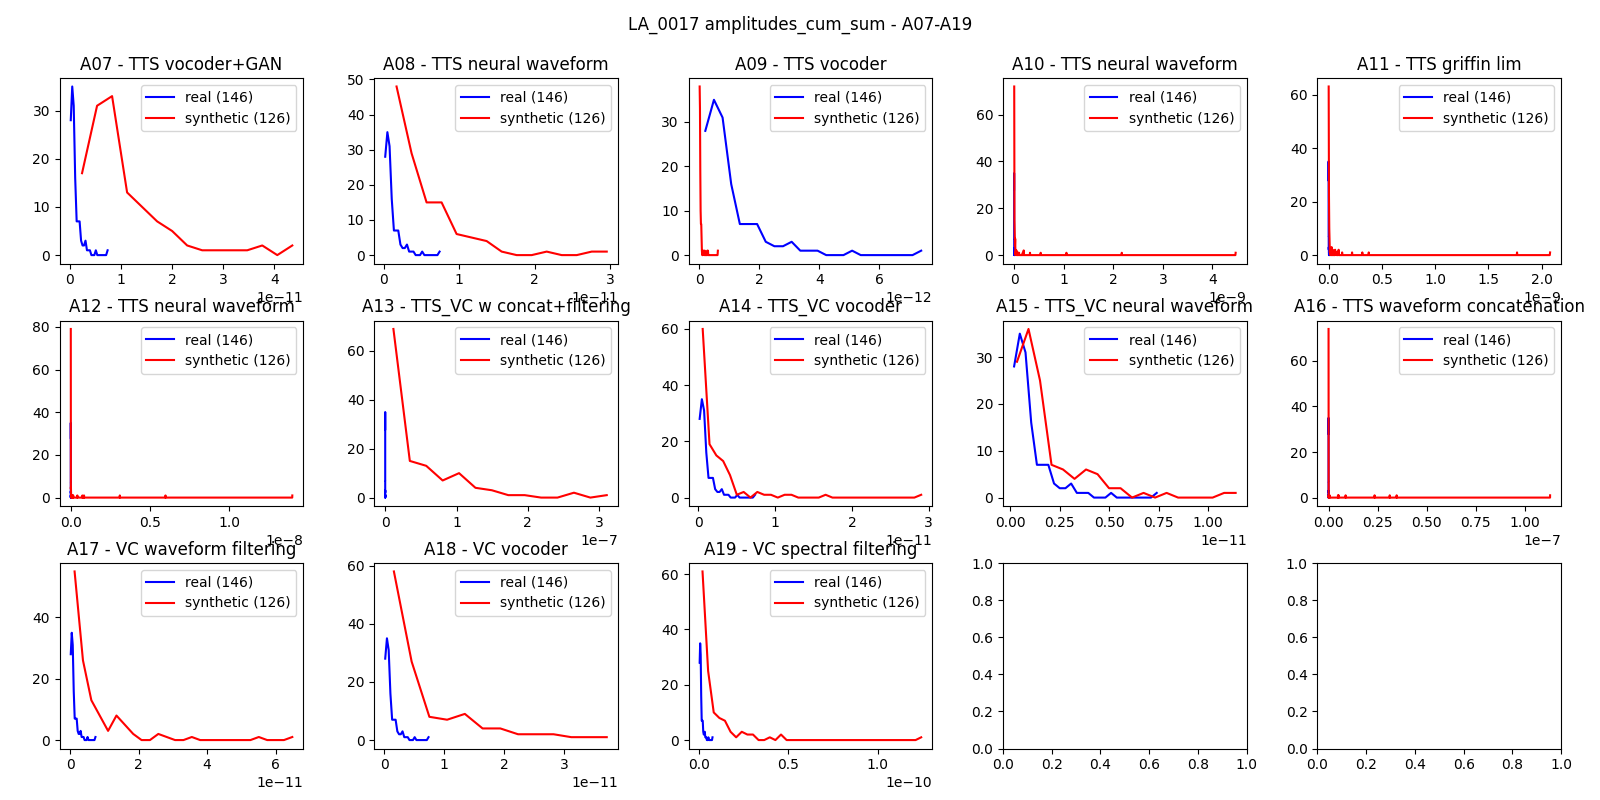 LA_0017 amplitudes_cum_sum - A07-A19
A07 - TTS vocoder+GAN
real (146)
synthetic (126)
30
20
10
0
0 1 2 3 4
1e−11
A08 - TTS neural waveform
real (146)
synthetic (126)
50
40
30
20
10
0
0 1 2 3
1e−11
A09 - TTS vocoder
real (146)
synthetic (126)
30
20
10
0
0 2 4 6
1e−12
A10 - TTS neural waveform
real (146)
synthetic (126)
60
40
20
0
0 1 2 3 4
1e−9
A11 - TTS griffin lim
real (146)
synthetic (126)
60
40
20
0
0.0 0.5 1.0 1.5 2.0
1e−9
A12 - TTS neural waveform
real (146)
synthetic (126)
80
60
40
20
0
0.0 0.5 1.0
1e−8
A13 - TTS_VC w concat+filtering
real (146)
synthetic (126)
60
40
20
0
0 1 2 3
1e−7
A14 - TTS_VC vocoder
real (146)
synthetic (126)
60
40
20
0
0 1 2 3
1e−11
A15 - TTS_VC neural waveform
real (146)
synthetic (126)
30
20
10
0
0.00 0.25 0.50 0.75 1.00
1e−11
A16 - TTS waveform concatenation
real (146)
synthetic (126)
60
40
20
0
0.00 0.25 0.50 0.75 1.00
1e−7
A17 - VC waveform filtering
real (146)
synthetic (126)
40
20
0
0 2 4 6
1e−11
A18 - VC vocoder
real (146)
synthetic (126)
60
40
20
0
0 1 2 3
1e−11
A19 - VC spectral filtering
real (146)
synthetic (126)
60
40
20
0
0.0 0.5 1.0
1e−10
1.0
0.8
0.6
0.4
0.2
0.0
0.0 0.2 0.4 0.6 0.8 1.0
1.0
0.8
0.6
0.4
0.2
0.0
0.0 0.2 0.4 0.6 0.8 1.0